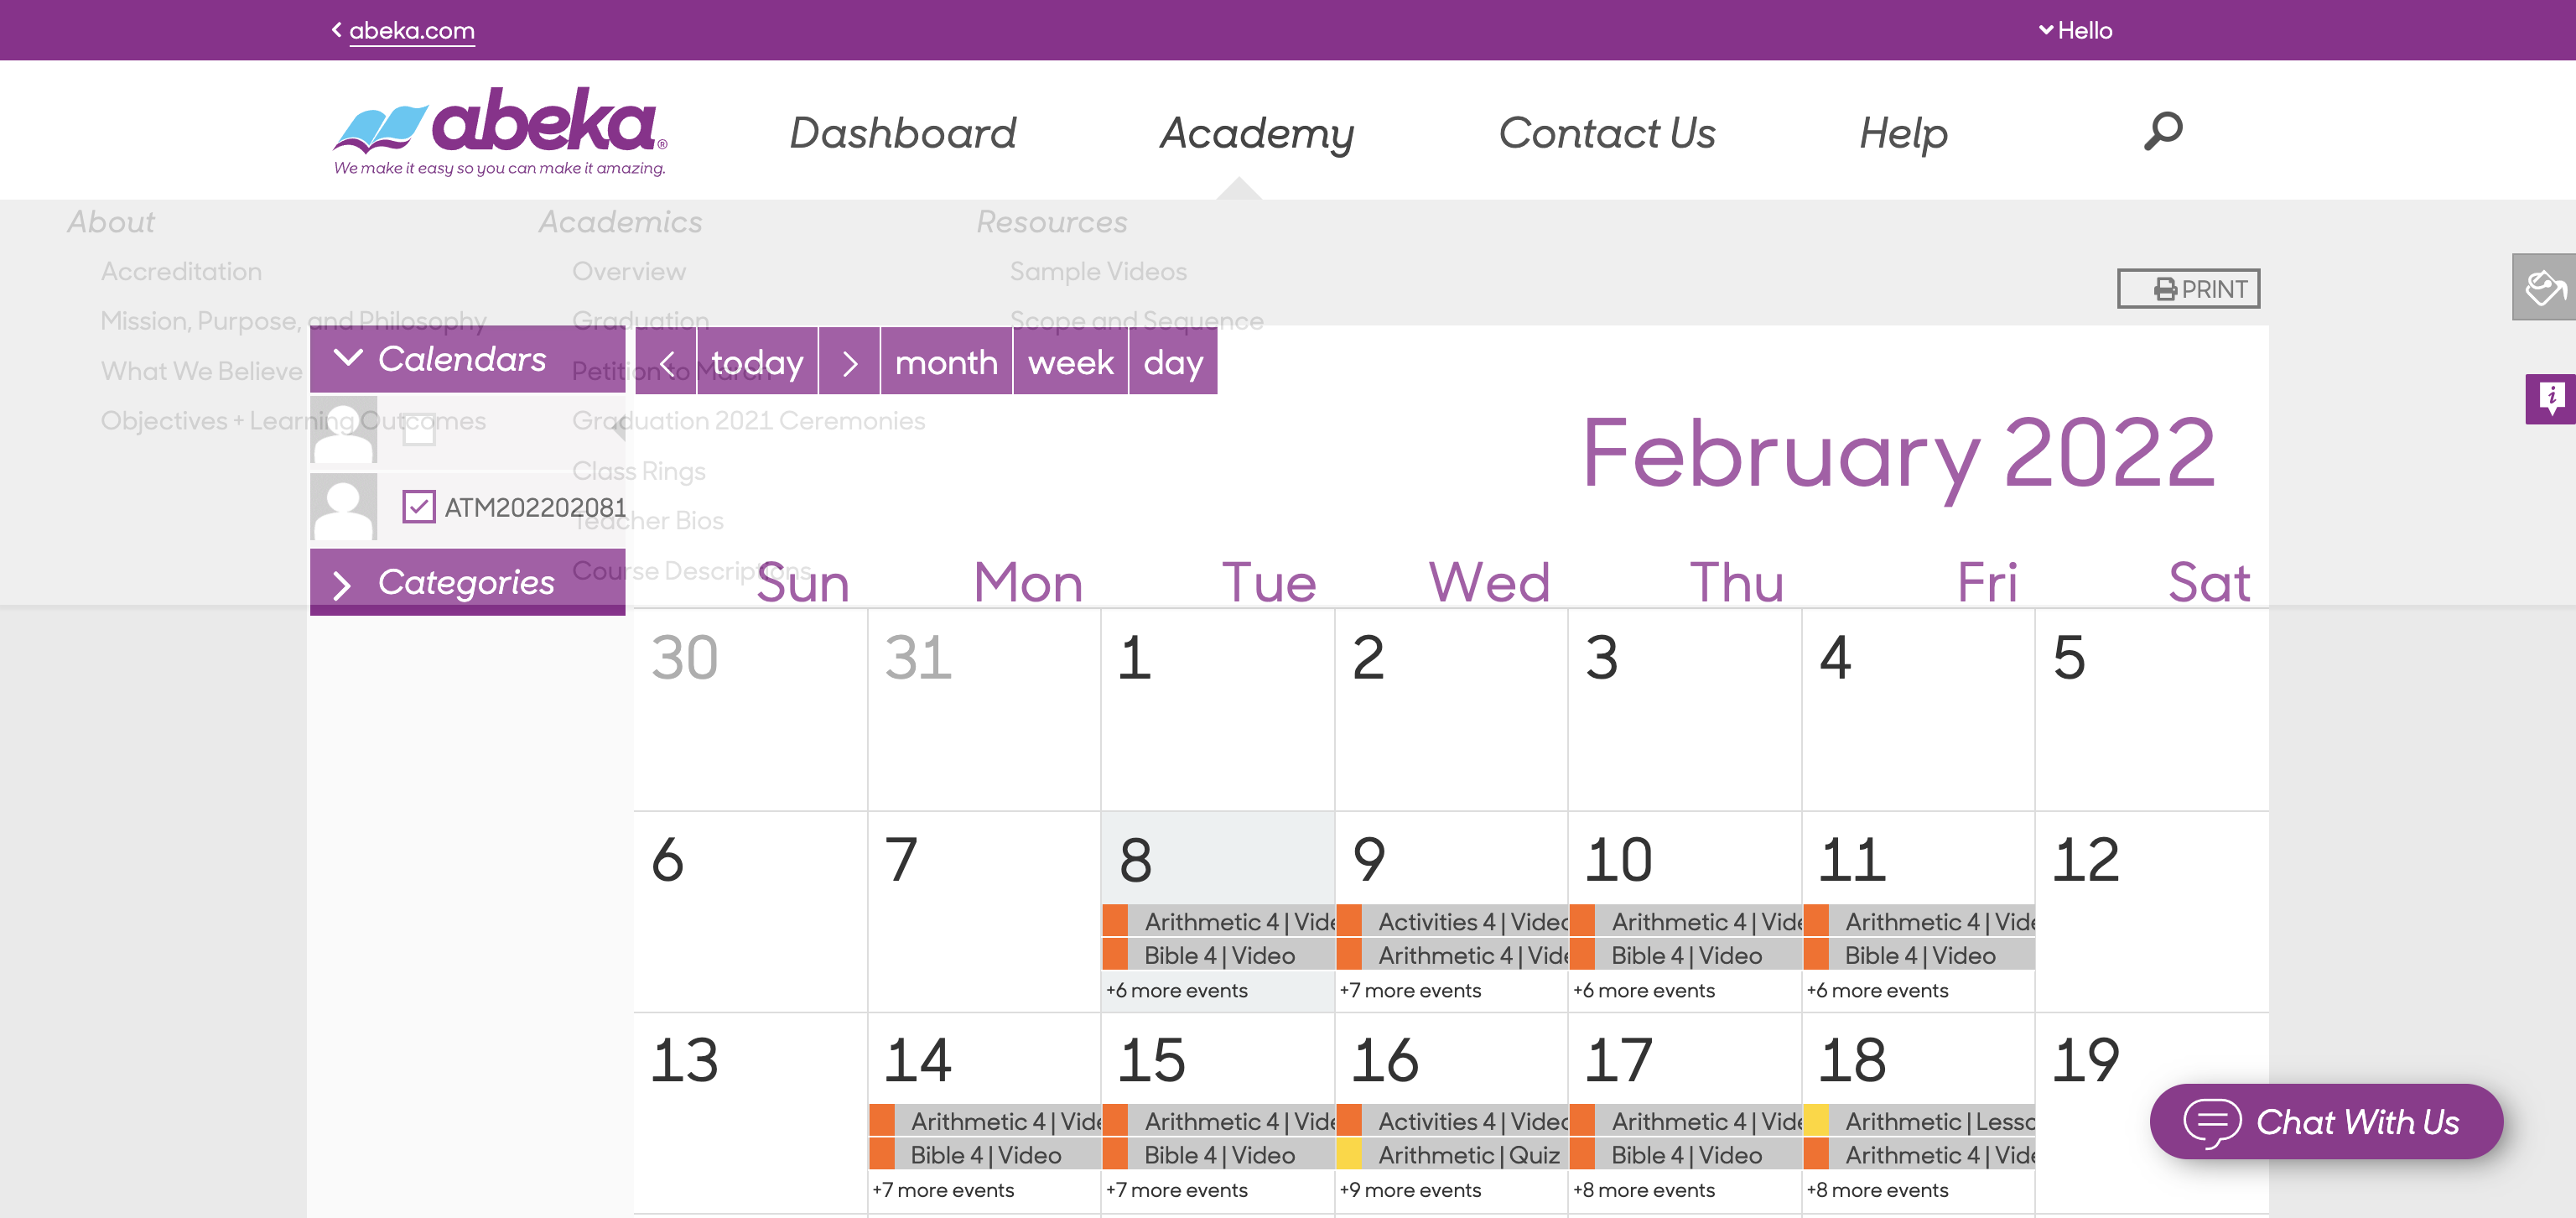 abeka.com
Hello
abeka®
We make it easy so you can make it amazing.
Dashboard
Academy
Contact Us
Help
About
Academics
Resources
Accreditation
Overview
Sample Videos
PRINT
Mission, Purpose, and Philosophy
Graduation
Scope and Sequence
Calendars
< today > month week day
What We Believe
Petition to March
Objectives + Learning Outcomes
Graduation 2021 Ceremonies
February 2022
Class Rings
ATM202202081
Teacher Bios
Categories
Course Descriptions
Sun Mon Tue Wed Thu Fri Sat
30 31 1 2 3 4 5
6 7 8 9 10 11 12
Arithmetic 4 | Vide Activities 4 | Videc Arithmetic 4 | Vide Arithmetic 4 | Vide
Bible 4 | Video Arithmetic 4 | Vide Bible 4 | Video Bible 4 | Video
+6 more events +7 more events +6 more events +6 more events
13 14 15 16 17 18 19
Arithmetic 4 | Vide Arithmetic 4 | Vide Activities 4 | Videc Arithmetic 4 | Vide Arithmetic | Lesso
Bible 4 | Video Bible 4 | Video Arithmetic | Quiz Bible 4 | Video Arithmetic 4 | Vide
+7 more events +7 more events +9 more events +8 more events +8 more events
Chat With Us